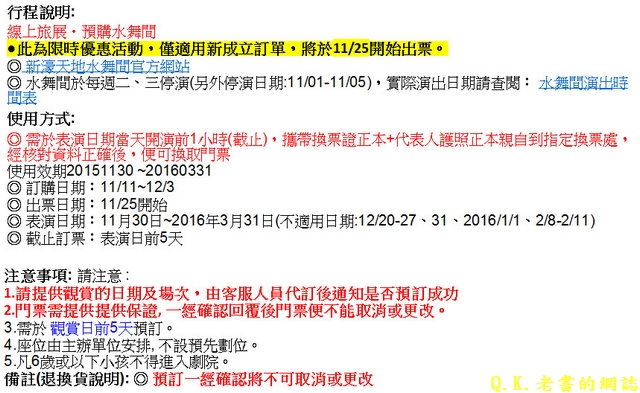 行程說明:
線上旅展‧預購水舞間
●此為限時優惠活動，僅適用新成立訂單，將於11/25開始出票。
◎ 新濠天地水舞間官方網站
◎ 水舞間於每週二、三停演(另外停演日期:11/01-11/05)，實際演出日期請查閱： 水舞間演出時
間表
使用方式:
◎ 需於表演日期當天開演前1小時(截止)，攜帶換票證正本+代表人護照正本親自到指定換票處，
經核對資料正確後，便可換取門票
使用效期20151130 ~20160331
◎ 訂購日期：11/11~12/3
◎ 出票日期：11/25開始
◎ 表演日期：11月30日~2016年3月31日(不適用日期:12/20-27、31、2016/1/1、2/8-2/11)
◎ 截止訂票：表演日前5天
注意事項: 請注意 :
1.請提供觀賞的日期及場次，由客服人員代訂後通知是否預訂成功
2.門票需提供提供保證, 一經確認回覆後門票便不能取消或更改。
3.需於 觀賞日前5天預訂。
4.座位由主辦單位安排, 不設預先劃位。
5.凡6歲或以下小孩不得進入劇院。
備註(退換貨說明): ◎ 預訂一經確認將不可取消或更改
Q.K.老書的網誌